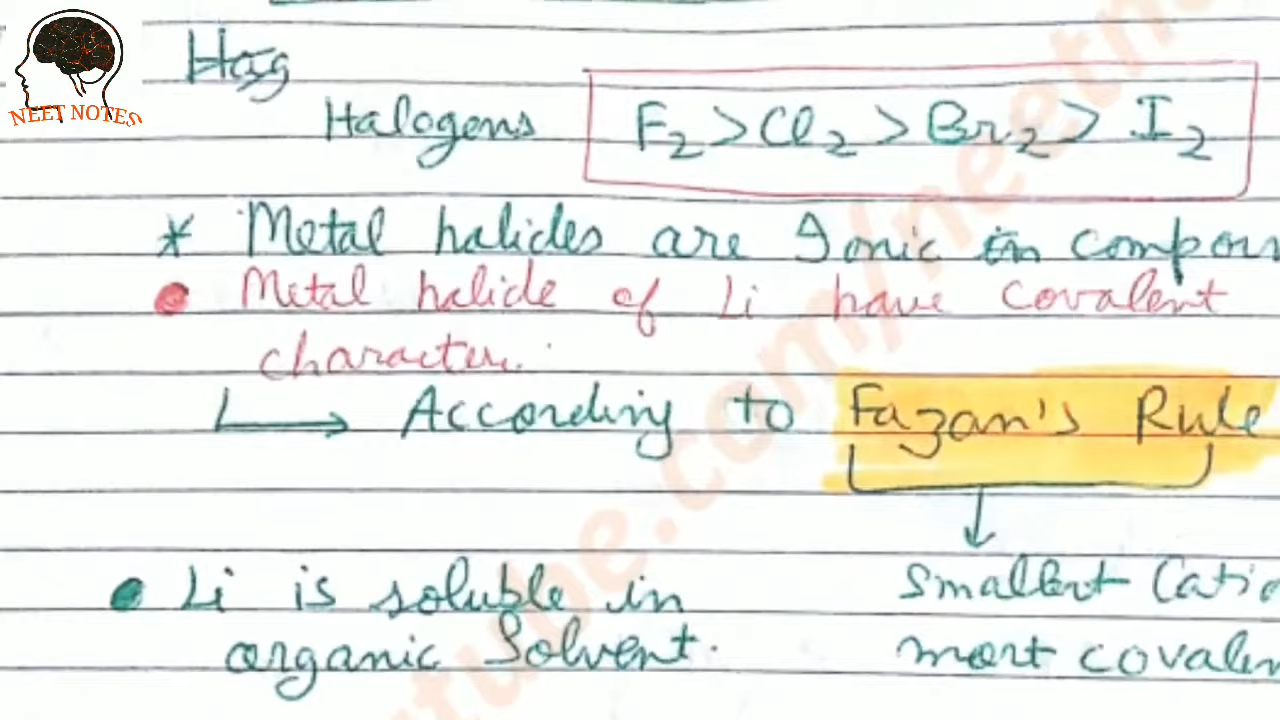 NEET NOTES
Hag
Halogens F₂ > Cl₂ > Br₂ > I₂
* Metal halides are Ionic in compou
Metal halide of Li have covalent
character.
→ According to Fazan's Rule
Smallest Catio
most covalen
Li is soluble in
organic Solvent.